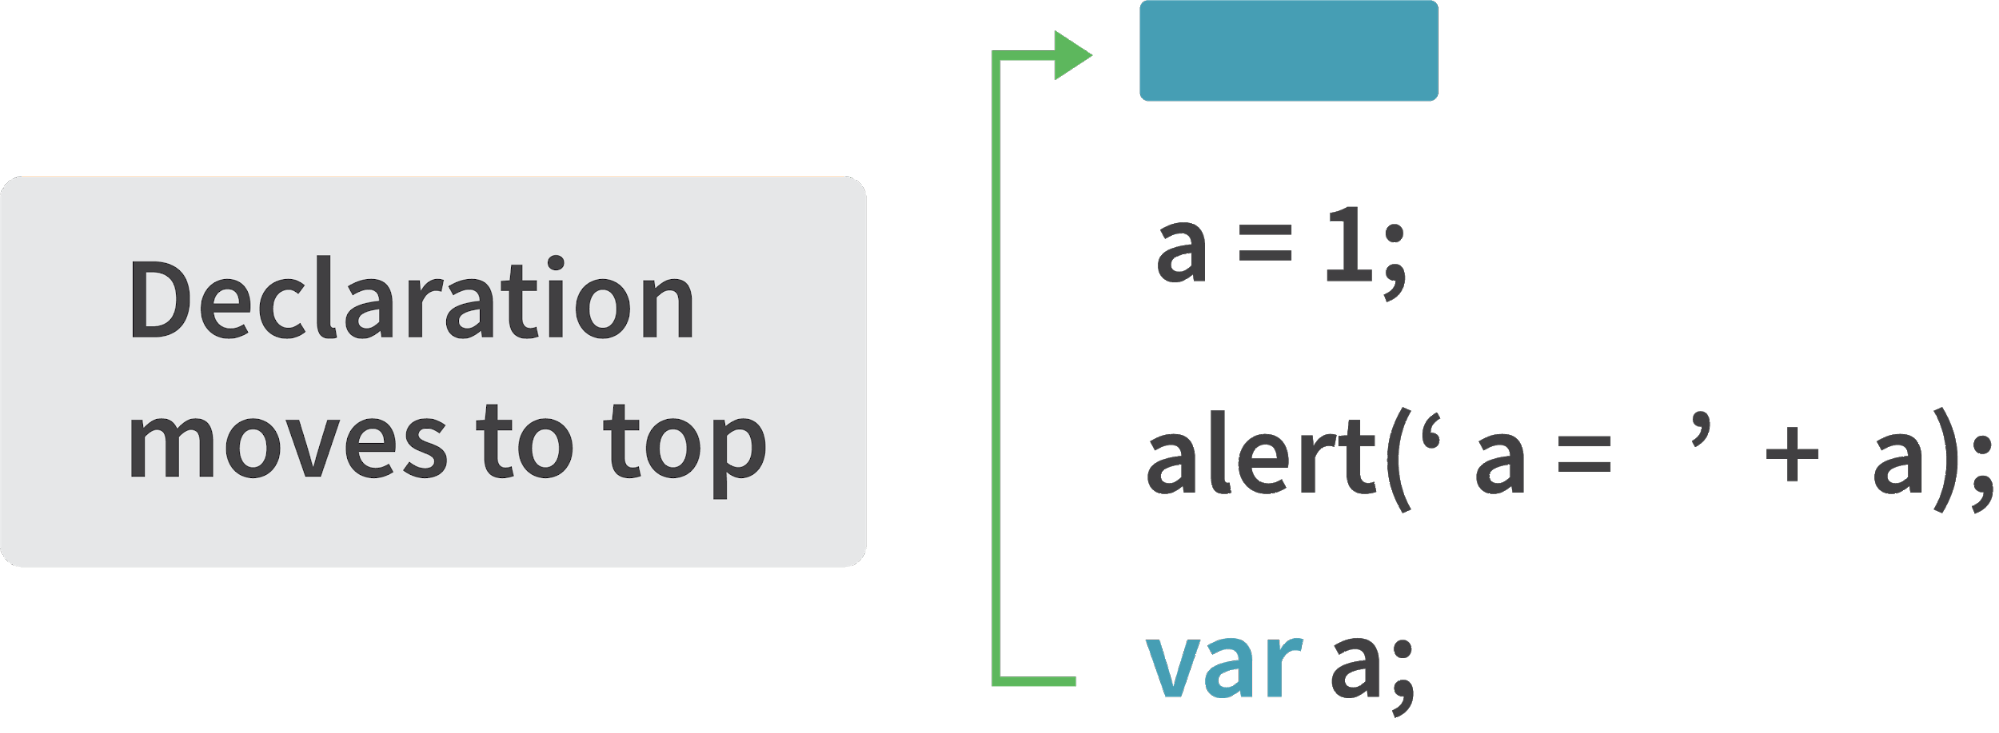 Declaration
moves to top
a = 1;
alert(‘ a =  ’ + a);
var a;